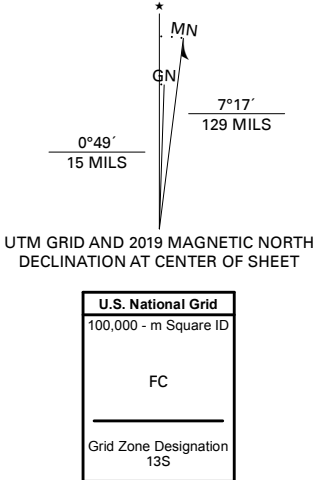 ★
MN
GN
7°17´
129 MILS
0°49´
15 MILS
UTM GRID AND 2019 MAGNETIC NORTH
DECLINATION AT CENTER OF SHEET
U.S. National Grid
100,000 - m Square ID
FC
Grid Zone Designation
13S